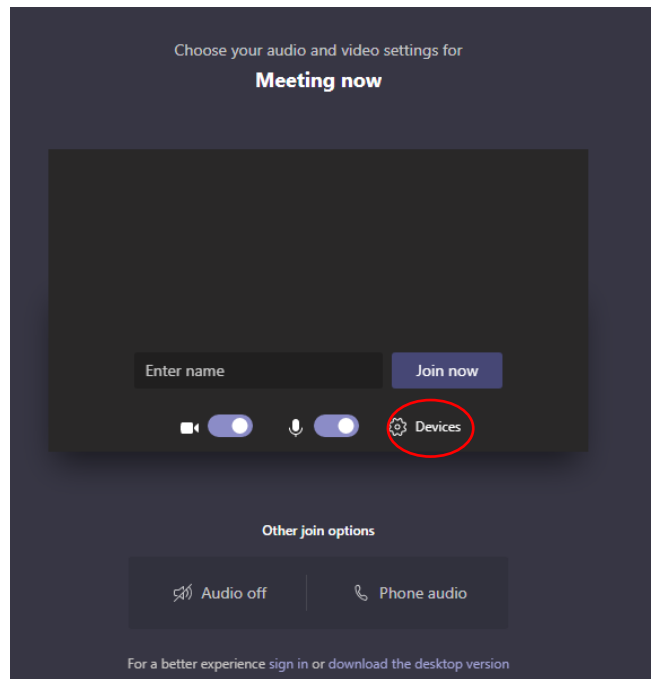 Choose your audio and video settings for
Meeting now
Enter name
Join now
Devices
Other join options
Audio off
Phone audio
For a better experience sign in or download the desktop version